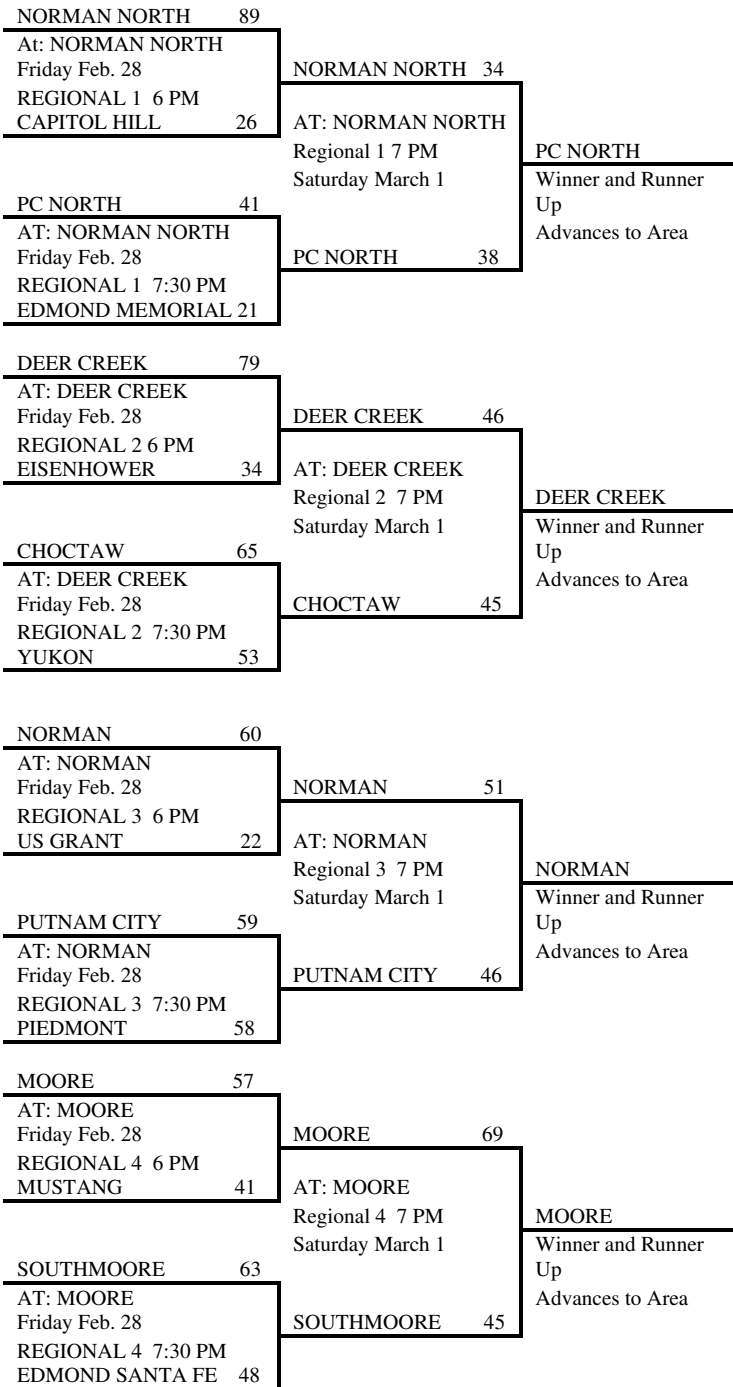 NORMAN NORTH 89
At: NORMAN NORTH
Friday Feb. 28
REGIONAL 1 6 PM
CAPITOL HILL 26
PC NORTH 41
AT: NORMAN NORTH
Friday Feb. 28
REGIONAL 1 7:30 PM
EDMOND MEMORIAL 21
NORMAN NORTH 34
AT: NORMAN NORTH
Regional 1 7 PM
Saturday March 1
PC NORTH 38
PC NORTH
Winner and Runner
Up
Advances to Area
DEER CREEK 79
AT: DEER CREEK
Friday Feb. 28
REGIONAL 2 6 PM
EISENHOWER 34
CHOCTAW 65
AT: DEER CREEK
Friday Feb. 28
REGIONAL 2 7:30 PM
YUKON 53
DEER CREEK 46
AT: DEER CREEK
Regional 2 7 PM
Saturday March 1
CHOCTAW 45
DEER CREEK
Winner and Runner
Up
Advances to Area
NORMAN 60
AT: NORMAN
Friday Feb. 28
REGIONAL 3 6 PM
US GRANT 22
PUTNAM CITY 59
AT: NORMAN
Friday Feb. 28
REGIONAL 3 7:30 PM
PIEDMONT 58
NORMAN 51
AT: NORMAN
Regional 3 7 PM
Saturday March 1
PUTNAM CITY 46
NORMAN
Winner and Runner
Up
Advances to Area
MOORE 57
AT: MOORE
Friday Feb. 28
REGIONAL 4 6 PM
MUSTANG 41
SOUTHMOORE 63
AT: MOORE
Friday Feb. 28
REGIONAL 4 7:30 PM
EDMOND SANTA FE 48
MOORE 69
AT: MOORE
Regional 4 7 PM
Saturday March 1
SOUTHMOORE 45
MOORE
Winner and Runner
Up
Advances to Area